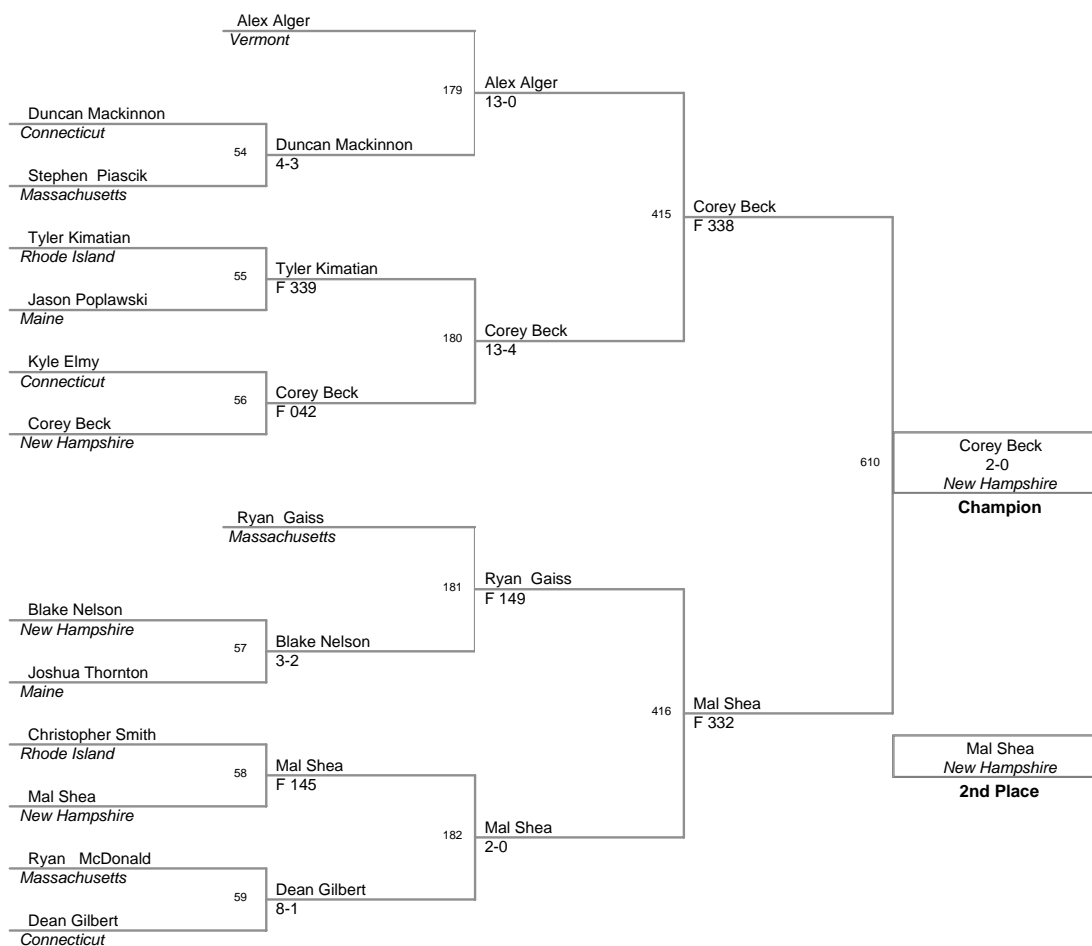 Alex Alger
Vermont
179
Alex Alger
13-0
Duncan Mackinnon
Connecticut
54
Duncan Mackinnon
4-3
Stephen Piascik
Massachusetts
415
Corey Beck
F 338
Tyler Kimatian
Rhode Island
55
Tyler Kimatian
F 339
Jason Poplawski
Maine
180
Corey Beck
13-4
Kyle Elmy
Connecticut
56
Corey Beck
F 042
Corey Beck
New Hampshire
610
Corey Beck
2-0
New Hampshire
Champion
Ryan Gaiss
Massachusetts
181
Ryan Gaiss
F 149
Blake Nelson
New Hampshire
57
Blake Nelson
3-2
Joshua Thornton
Maine
416
Mal Shea
F 332
Christopher Smith
Rhode Island
58
Mal Shea
F 145
Mal Shea
New Hampshire
Mal Shea
New Hampshire
2nd Place
182
Mal Shea
2-0
Ryan McDonald
Massachusetts
59
Dean Gilbert
8-1
Dean Gilbert
Connecticut